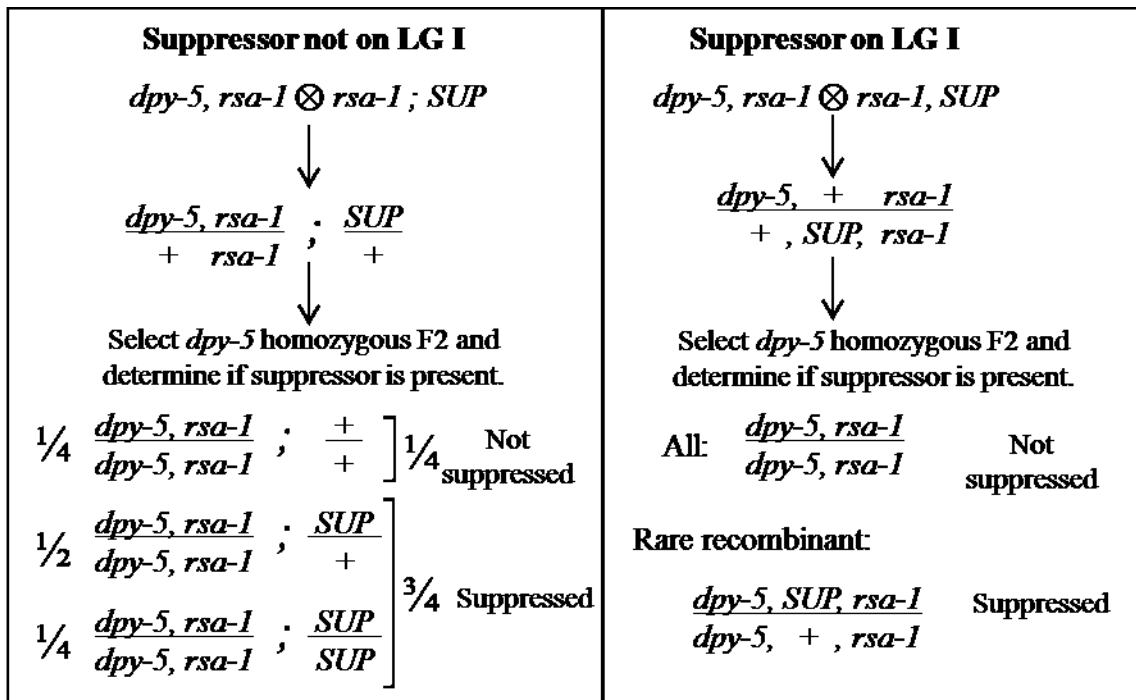 Suppressor not on LG I
dpy-5, rsa-1 ⊗ rsa-1 ; SUP
dpy-5, rsa-1 ; SUP
+ rsa-1 +
Select dpy-5 homozygous F2 and
determine if suppressor is present.
1/4 dpy-5, rsa-1 ; + 1/4 Not
dpy-5, rsa-1 + suppressed
1/2 dpy-5, rsa-1 ; SUP
dpy-5, rsa-1 +
3/4 Suppressed
1/4 dpy-5, rsa-1 ; SUP
dpy-5, rsa-1 SUP
Suppressor on LG I
dpy-5, rsa-1 ⊗ rsa-1, SUP
dpy-5, + rsa-1
+ , SUP, rsa-1
Select dpy-5 homozygous F2 and
determine if suppressor is present.
All: dpy-5, rsa-1 Not
dpy-5, rsa-1 suppressed
Rare recombinant:
dpy-5, SUP, rsa-1 Suppressed
dpy-5, + , rsa-1